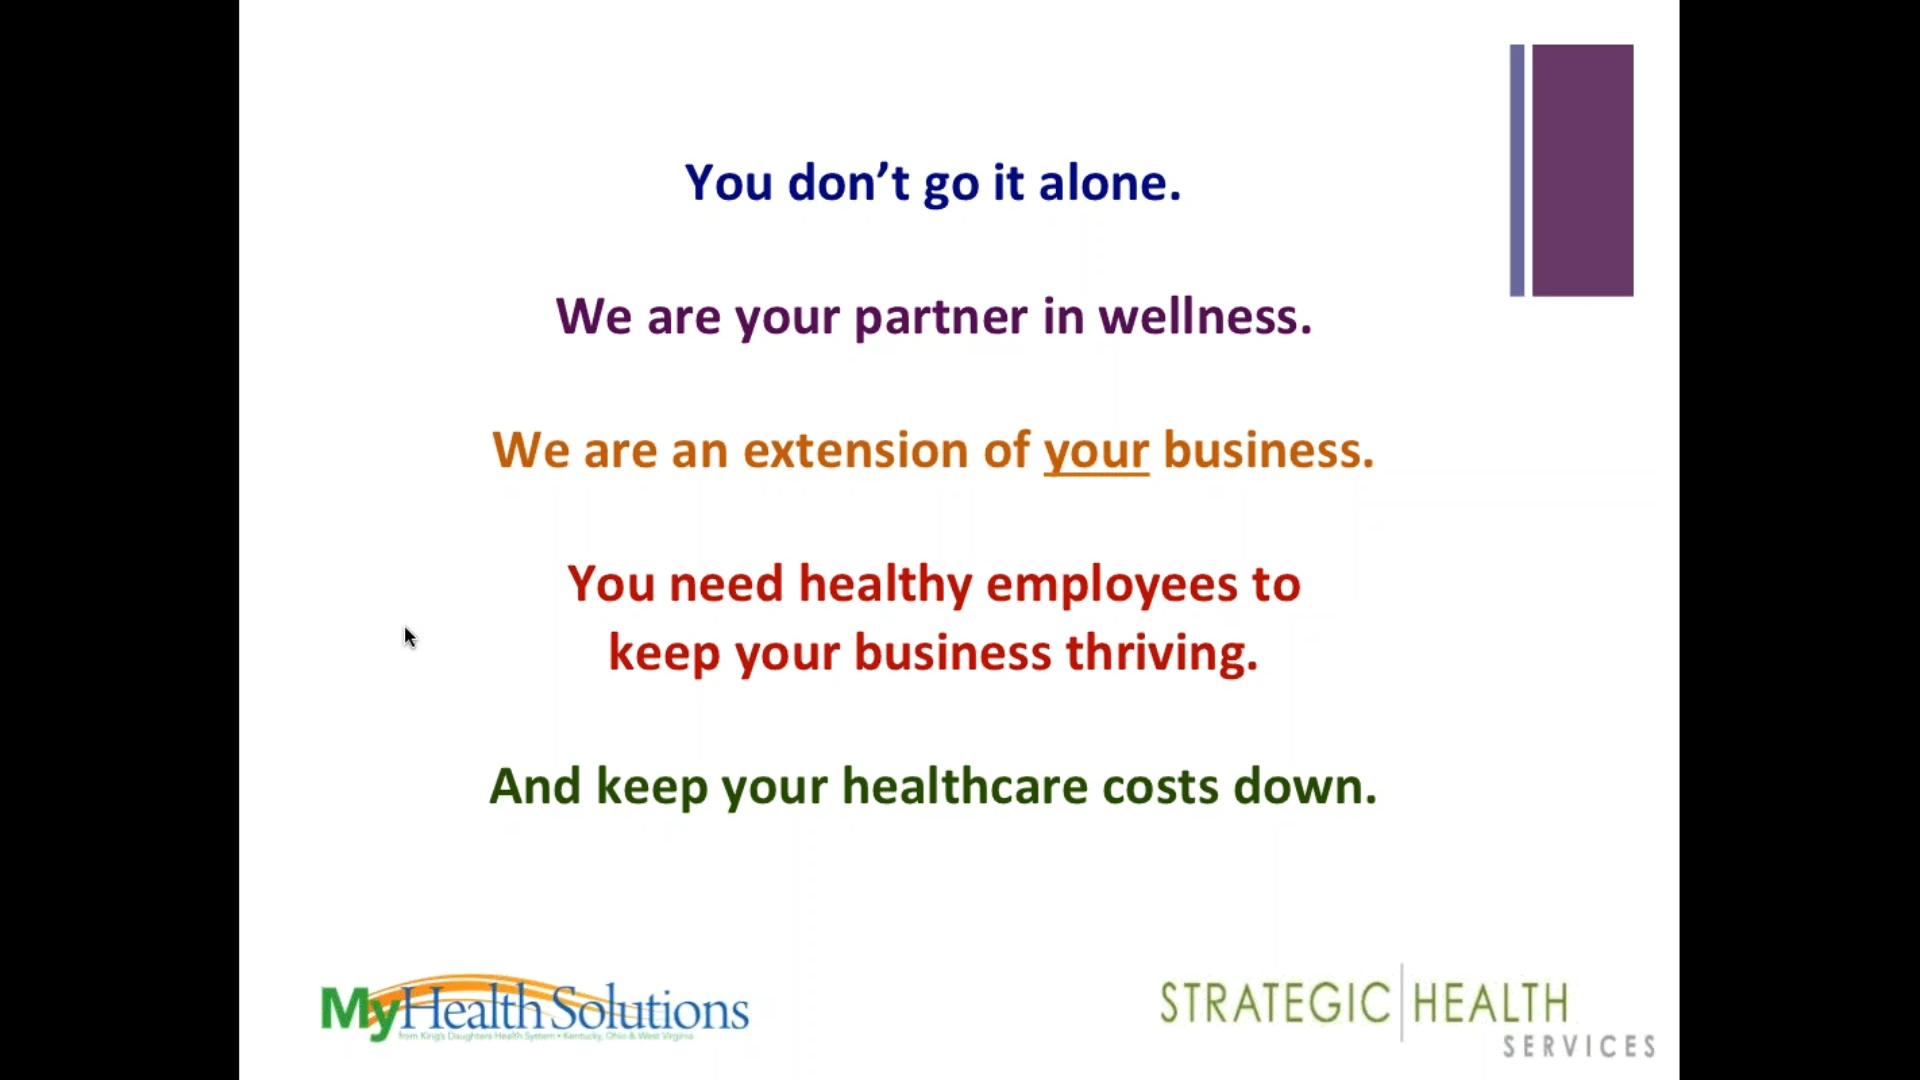 You don’t go it alone.
We are your partner in wellness.
We are an extension of your business.
You need healthy employees to
keep your business thriving.
And keep your healthcare costs down.
MyHealth Solutions
from King's Daughters Health System • Kentucky, Ohio & West Virginia
STRATEGIC HEALTH
SERVICES